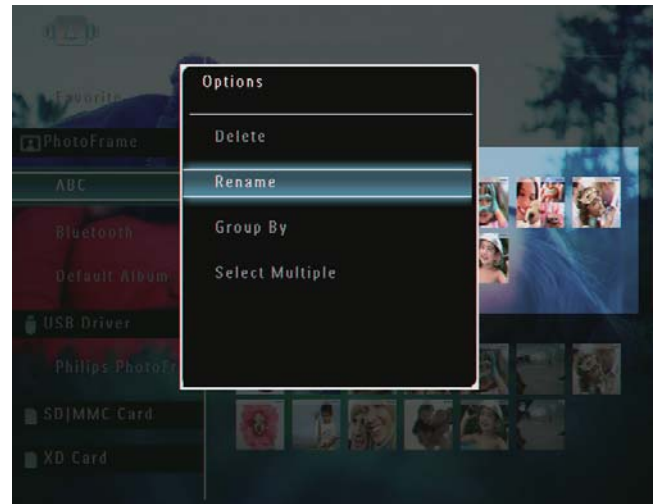 Options
Delete
Rename
Group By
Select Multiple
Favorite
PhotoFrame
ABC
Bluetooth
Default Album
USB Driver
Philips PhotoFr
SD|MMC Card
XD Card